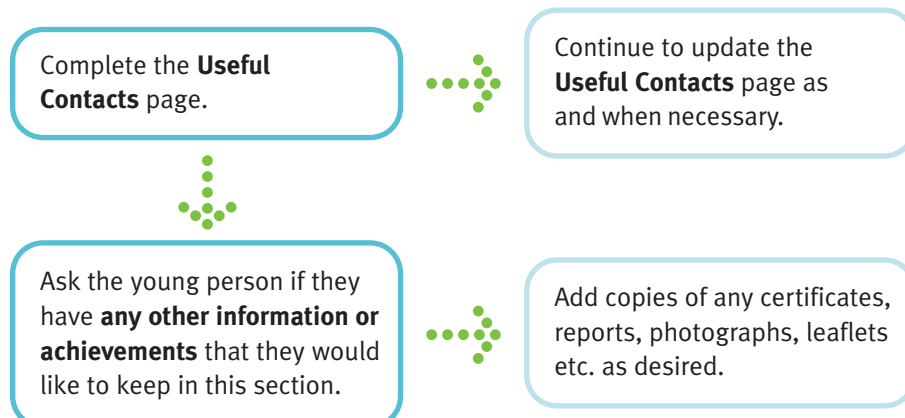 Complete the Useful
Contacts page.
Continue to update the
Useful Contacts page as
and when necessary.
Ask the young person if they
have any other information or
achievements that they would
like to keep in this section.
Add copies of any certificates,
reports, photographs, leaflets
etc. as desired.